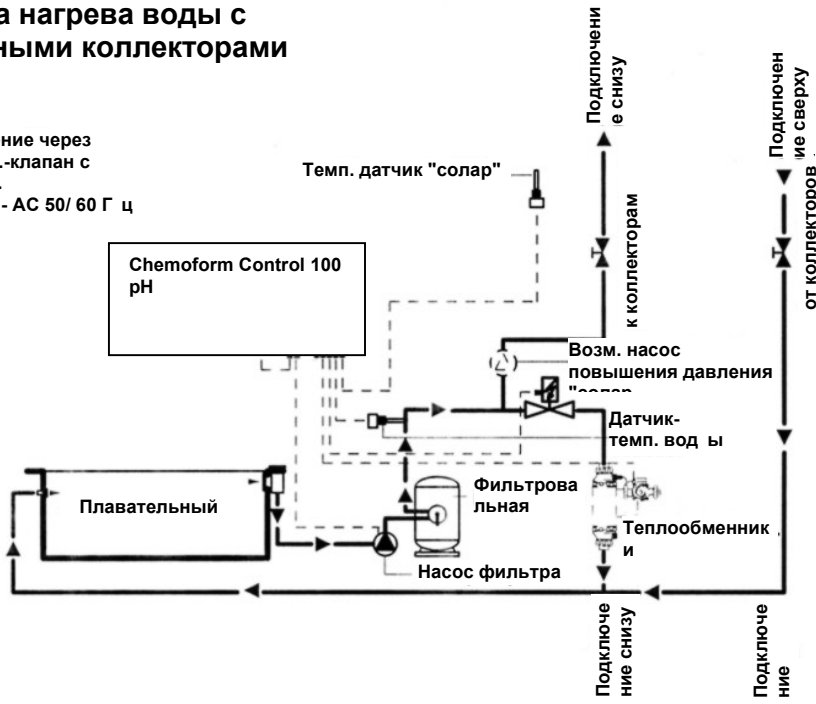 а нагрева воды с
ными коллекторами
ние через
.-клапан с
- AC 50/ 60 Г ц
Темп. датчик "солар"
Подключени
е снизу
Подключен
ие сверху
к коллекторам
от коллекторов
Chemoform Control 100
pH
Возм. насос
повышения давления
"солар
Датчик-
темп. вод ы
Плавательный
Фильтрова
льная
Теплообменник
и
Насос фильтра
Подключе
ние снизу
Подключе
ние